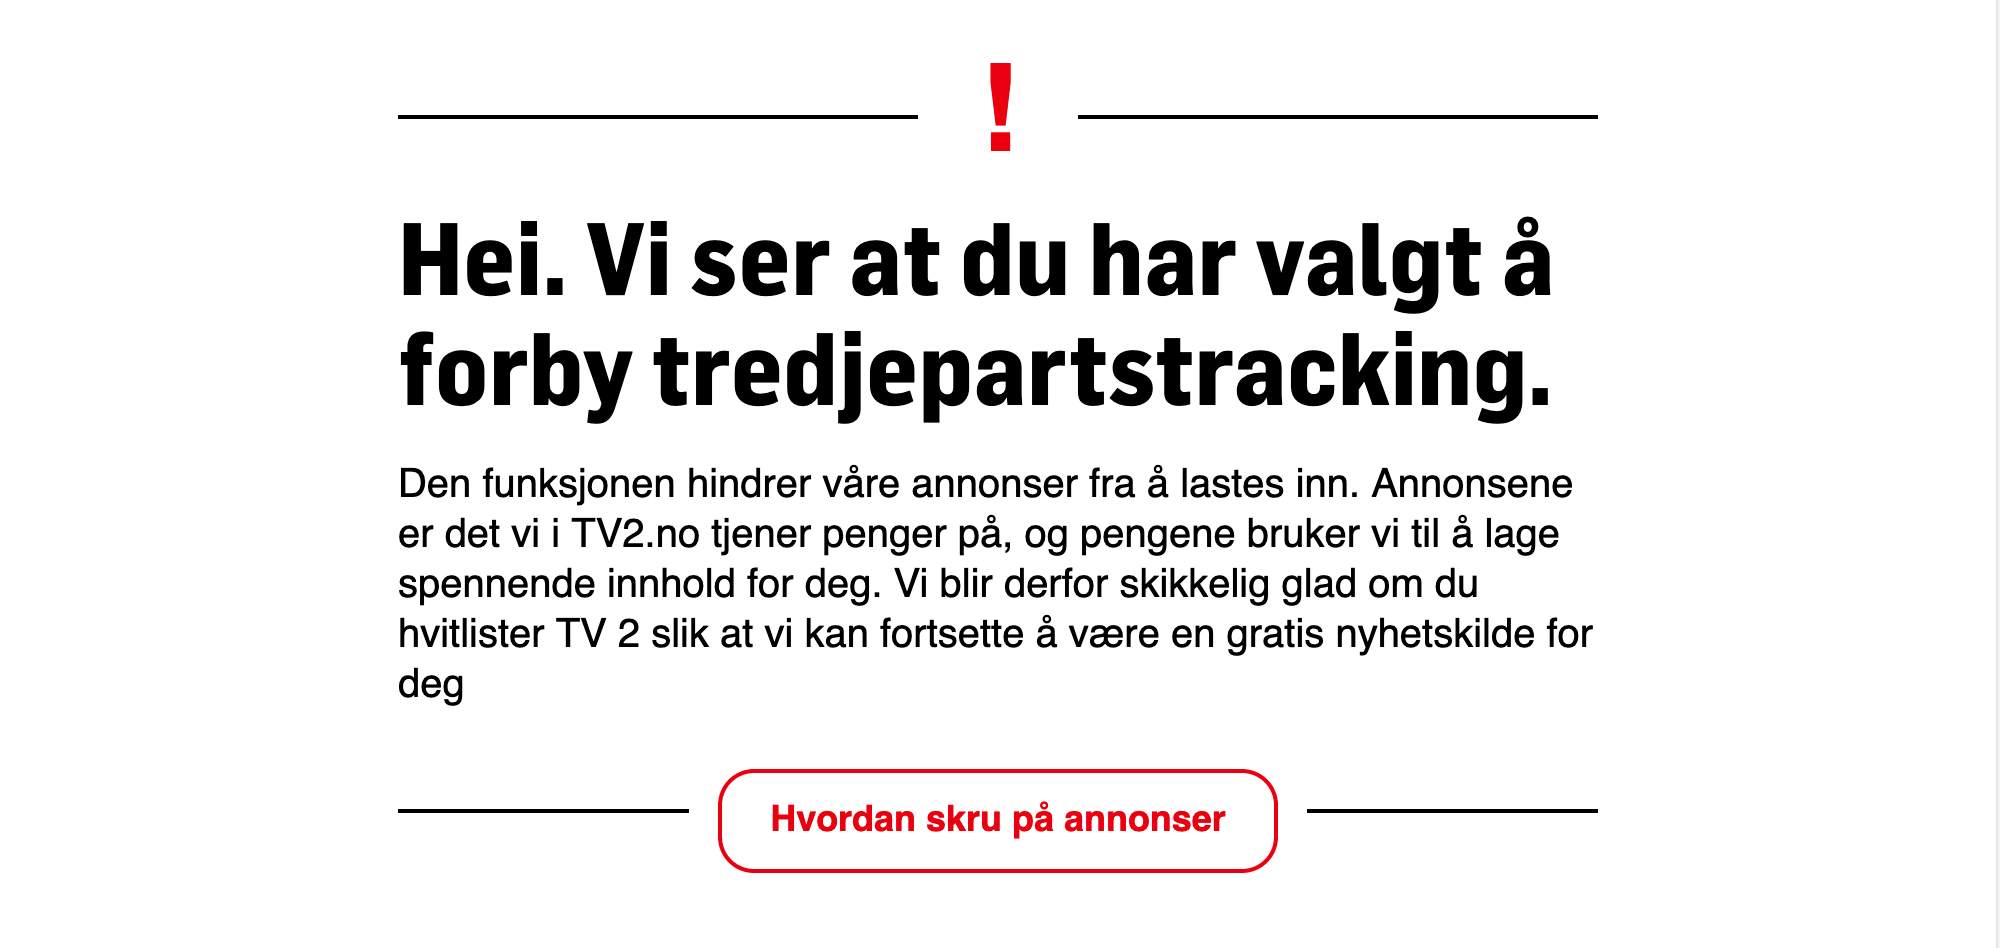 !
Hei. Vi ser at du har valgt å
forby tredjepartstracking.
Den funksjonen hindrer våre annonser fra å lastes inn. Annonsene
er det vi i TV2.no tjener penger på, og pengene bruker vi til å lage
spennende innhold for deg. Vi blir derfor skikkelig glad om du
hvitlister TV 2 slik at vi kan fortsette å være en gratis nyhetskilde for
deg
Hvordan skru på annonser